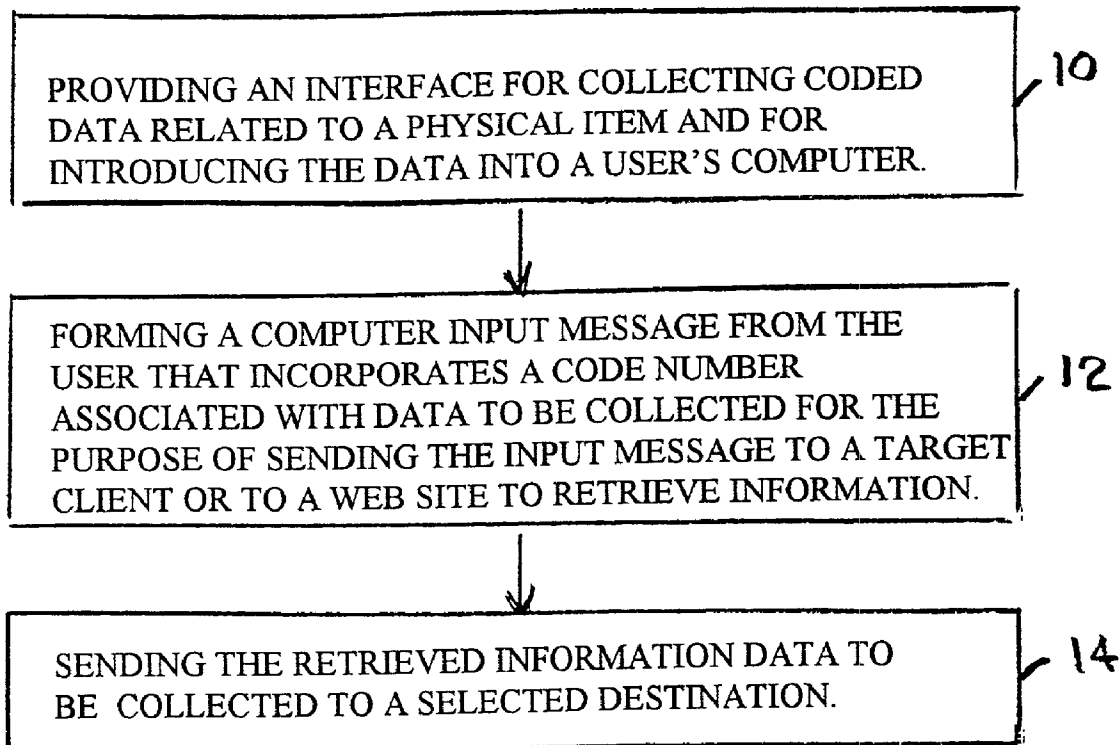 PROVIDING AN INTERFACE FOR COLLECTING CODED
DATA RELATED TO A PHYSICAL ITEM AND FOR
INTRODUCING THE DATA INTO A USER'S COMPUTER.
10
FORMING A COMPUTER INPUT MESSAGE FROM THE
USER THAT INCORPORATES A CODE NUMBER
ASSOCIATED WITH DATA TO BE COLLECTED FOR THE
PURPOSE OF SENDING THE INPUT MESSAGE TO A TARGET
CLIENT OR TO A WEB SITE TO RETRIEVE INFORMATION.
12
SENDING THE RETRIEVED INFORMATION DATA TO
BE COLLECTED TO A SELECTED DESTINATION.
14